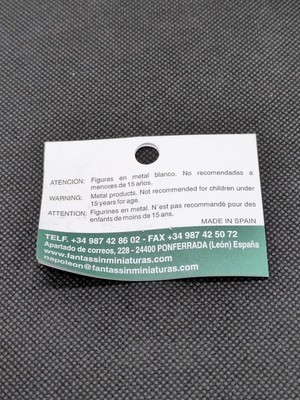 ATENCIÓN: Figuras en metal blanco. No recomendadas a
menores de 15 años.
WARNING: Metal products. Not recommended for children under
15 years for age.
ATTENTION: Figurines en metal. N´est pas recommandé pour des
enfants de moins de 15 ans.
MADE IN SPAIN
TELF. +34 987 42 86 02 - FAX +34 987 42 50 72
Apartado de correos, 228 - 24400 PONFERRADA (León) España
www.fantassinminiaturas.com
napoleon@fantassinminiaturas.com